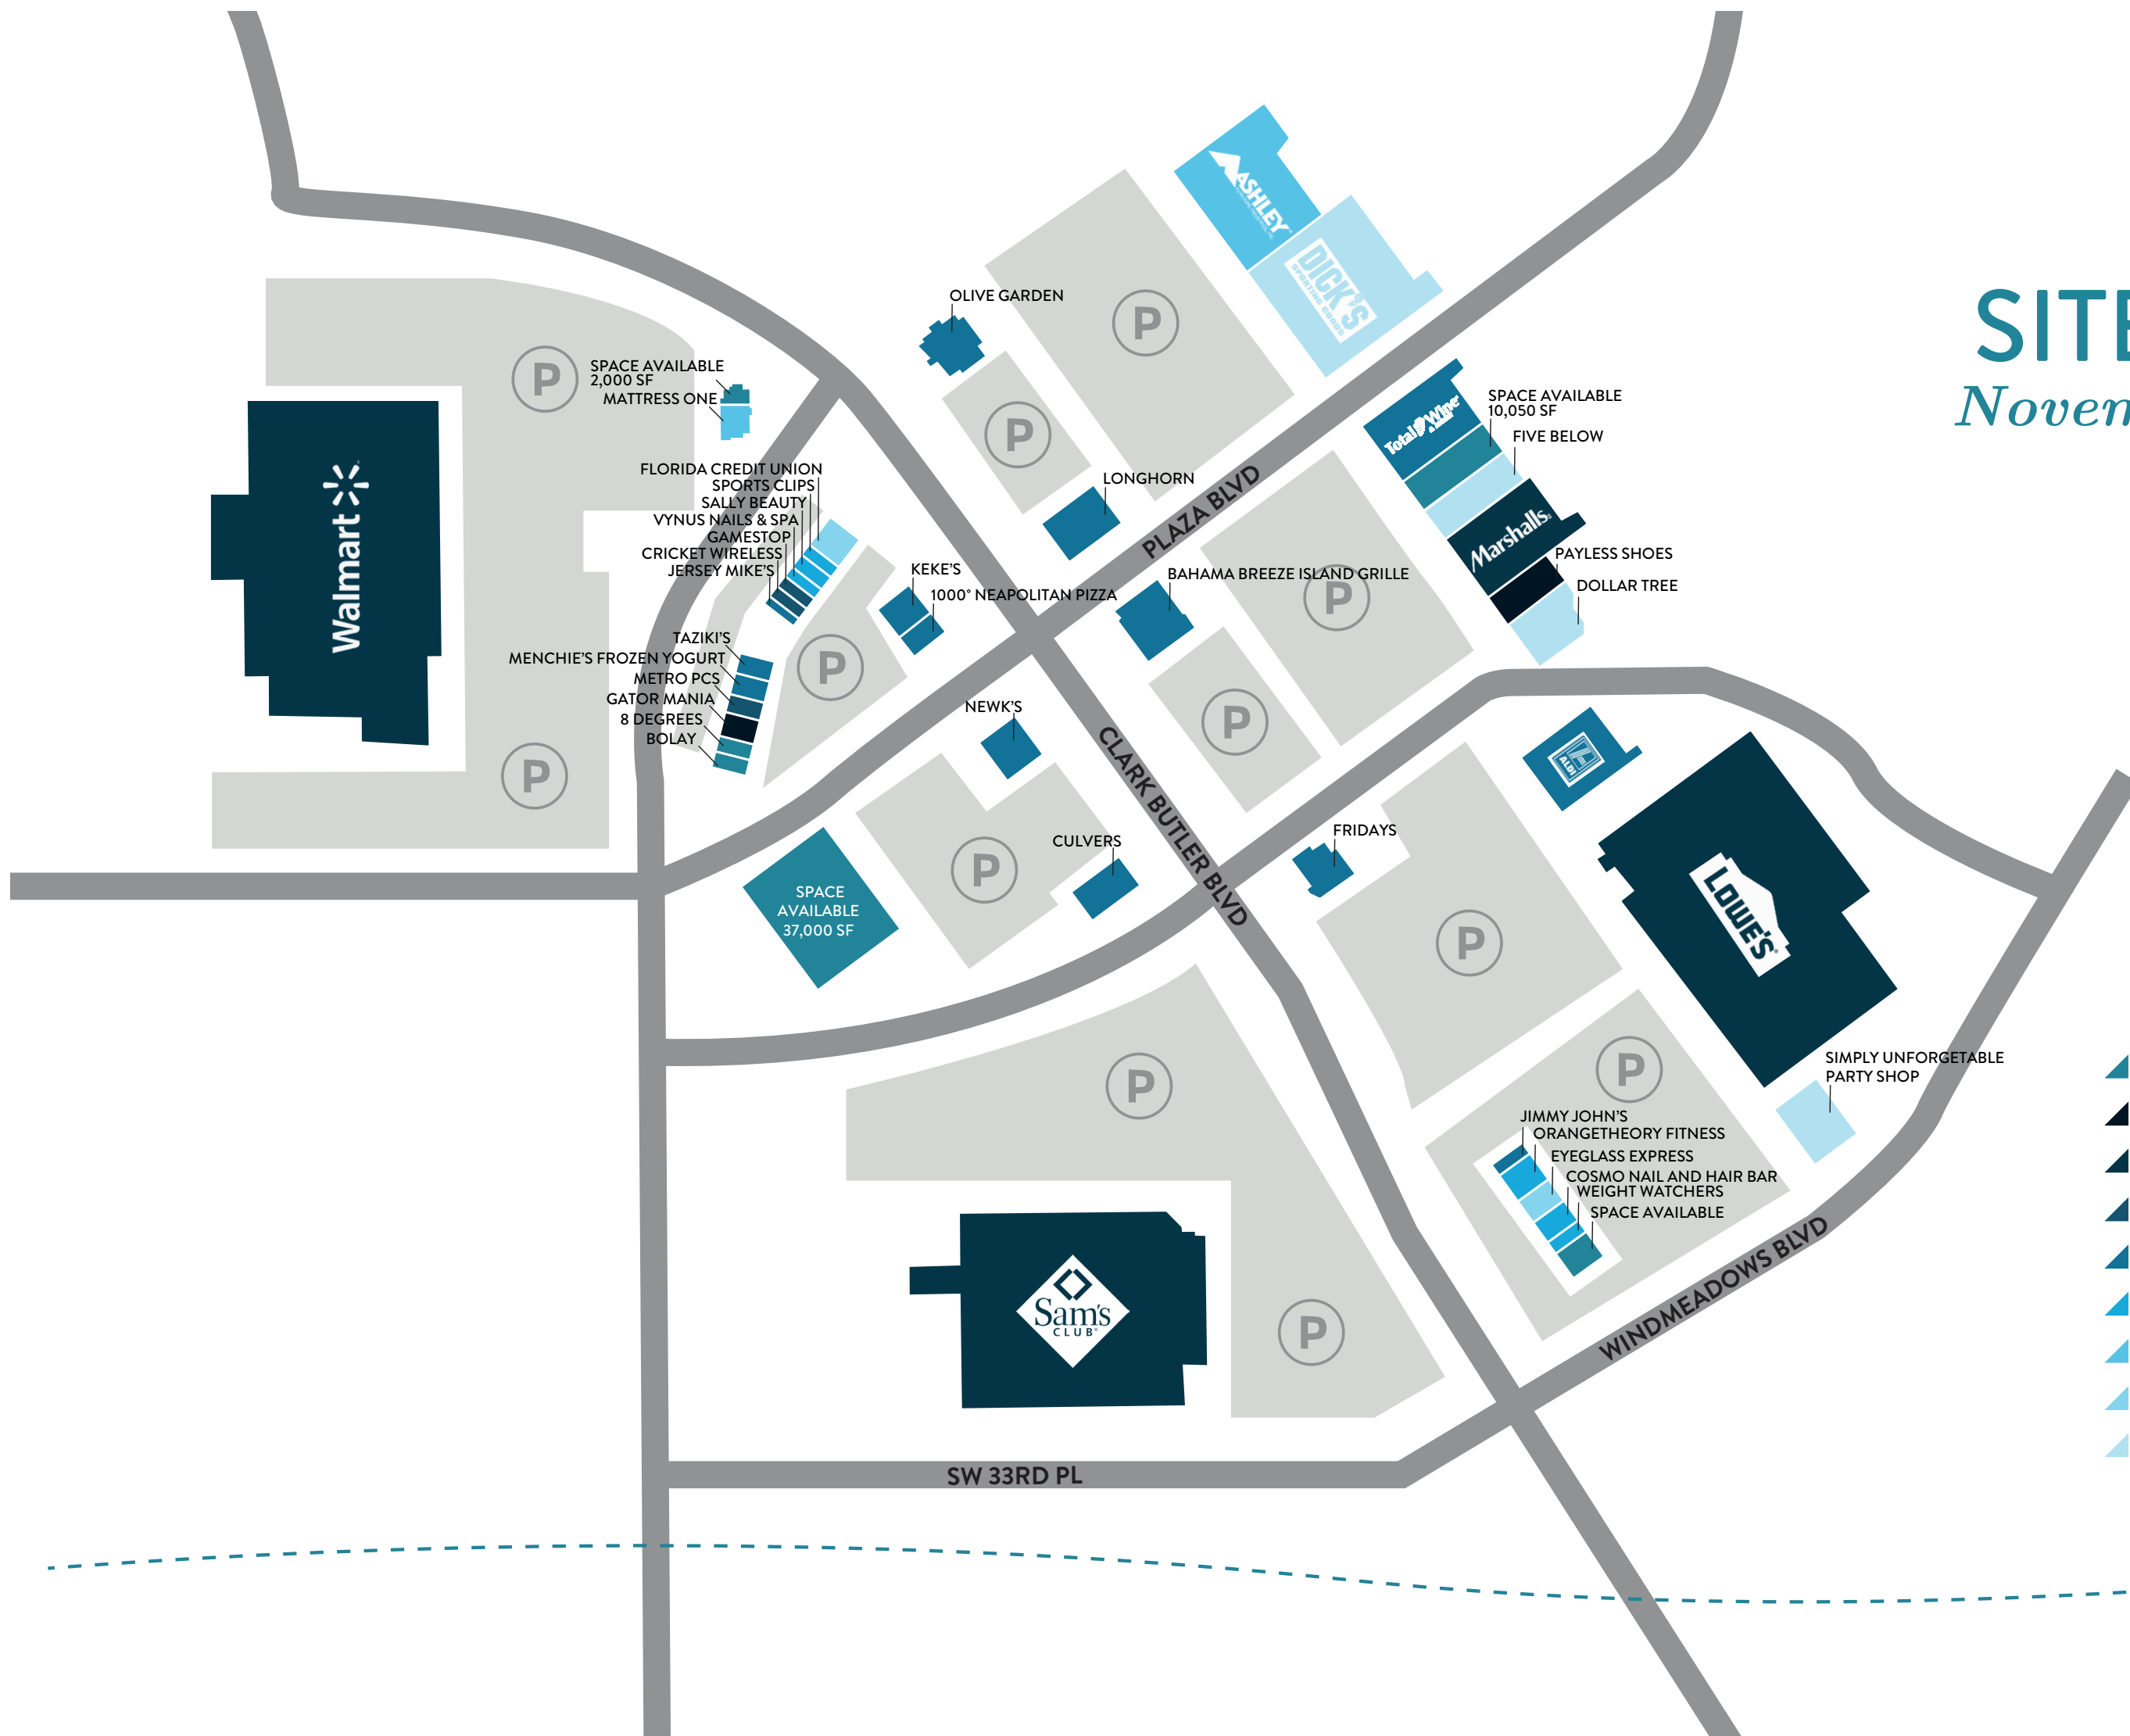 ASHLEY
DICK'S
SPORTING GOODS
SITE
Novem
OLIVE GARDEN
P
P
SPACE AVAILABLE
2,000 SF
MATTRESS ONE
P
Total Wine
SPACE AVAILABLE
10,050 SF
FIVE BELOW
P
Walmart
FLORIDA CREDIT UNION
SPORTS CLIPS
SALLY BEAUTY
VYNUS NAILS & SPA
GAMESTOP
CRICKET WIRELESS
JERSEY MIKE'S
LONGHORN
PLAZA BLVD
Marshalls
PAYLESS SHOES
DOLLAR TREE
KEKE'S
1000° NEAPOLITAN PIZZA
BAHAMA BREEZE ISLAND GRILLE
P
TAZIKI'S
MENCHIE'S FROZEN YOGURT
METRO PCS
GATOR MANIA
8 DEGREES
BOLAY
P
NEWK'S
P
P
CLARK BUTLER BLVD
ALDI
CULVERS
FRIDAYS
P
SPACE
AVAILABLE
37,000 SF
LOWE'S
P
P
P
SIMPLY UNFORGETABLE
PARTY SHOP
JIMMY JOHN'S
ORANGETHEORY FITNESS
EYEGLASS EXPRESS
COSMO NAIL AND HAIR BAR
WEIGHT WATCHERS
SPACE AVAILABLE
Sam's
CLUB
P
WINDMEADOWS BLVD
SW 33RD PL